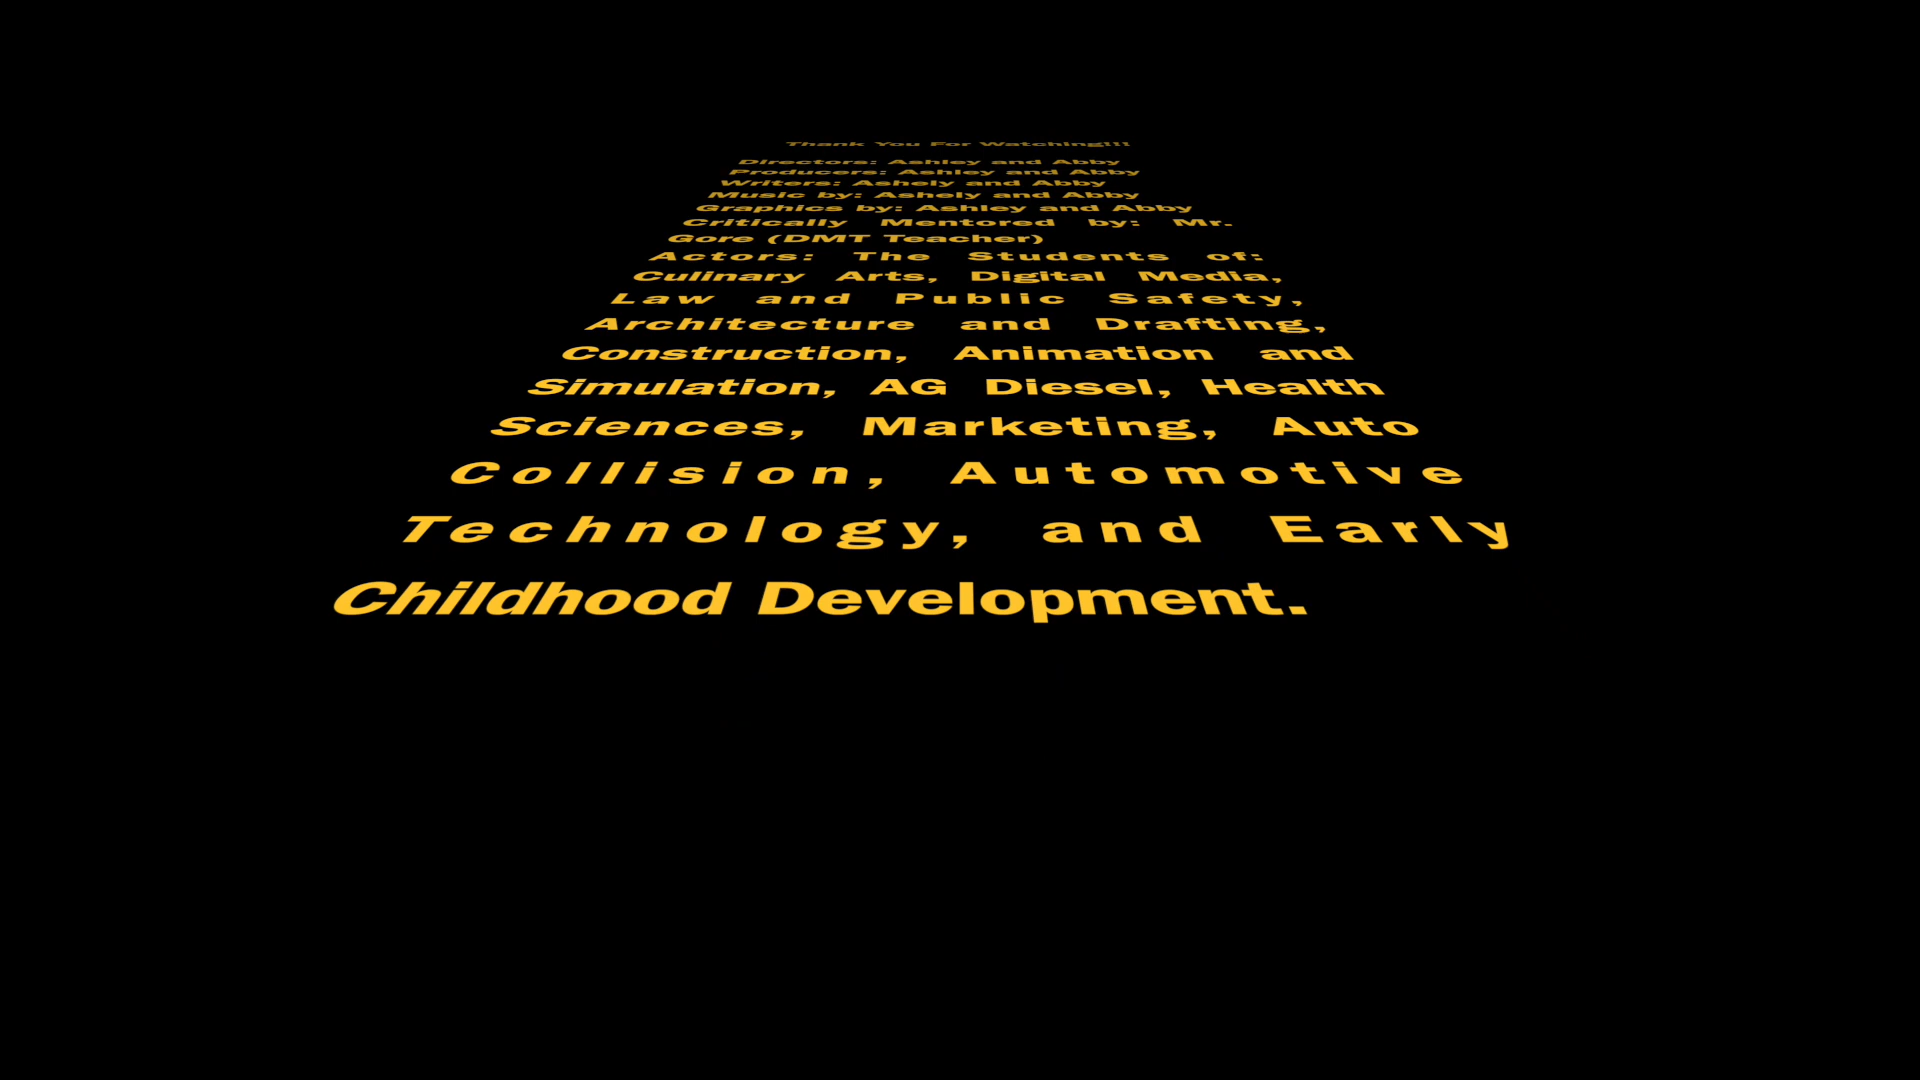 Thank You For Watching!!!
Directors: Ashley and Abby
Producers: Ashley and Abby
Writers: Ashely and Abby
Music by: Ashely and Abby
Graphics by: Ashley and Abby
Critically Mentored by: Mr.
Gore (DMT Teacher)
Actors: The Students of:
Culinary Arts, Digital Media,
Law and Public Safety,
Architecture and Drafting,
Construction, Animation and
Simulation, AG Diesel, Health
Sciences, Marketing, Auto
Collision, Automotive
Technology, and Early
Childhood Development.